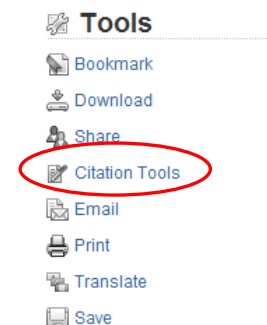 Tools
Bookmark
Download
Share
Citation Tools
Email
Print
Translate
Save